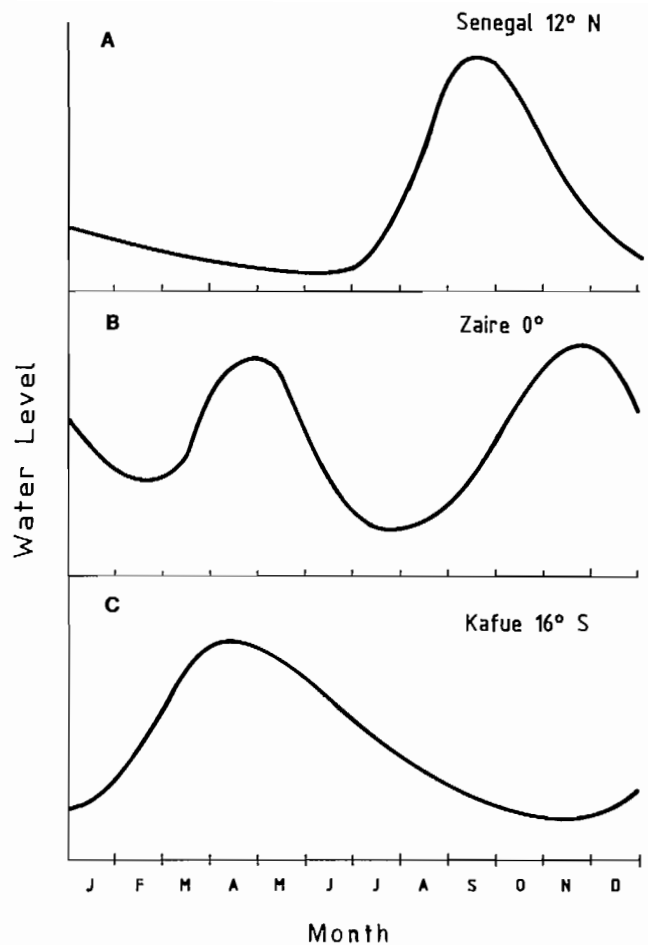 A
Senegal 12° N
B
Zaire 0°
Water Level
C
Kafue 16° S
J F M A M J J A S O N D
Month